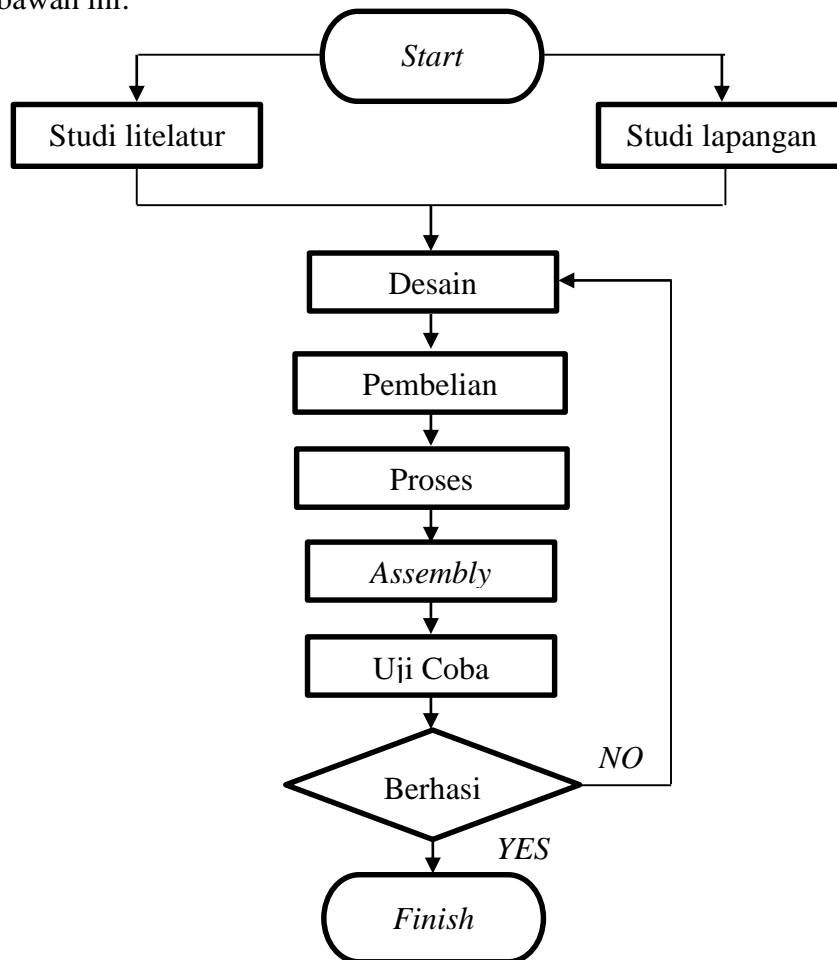 bawah ini:
Start
Studi litelatur
Studi lapangan
Desain
Pembelian
Proses
Assembly
Uji Coba
Berhasi
NO
YES
Finish